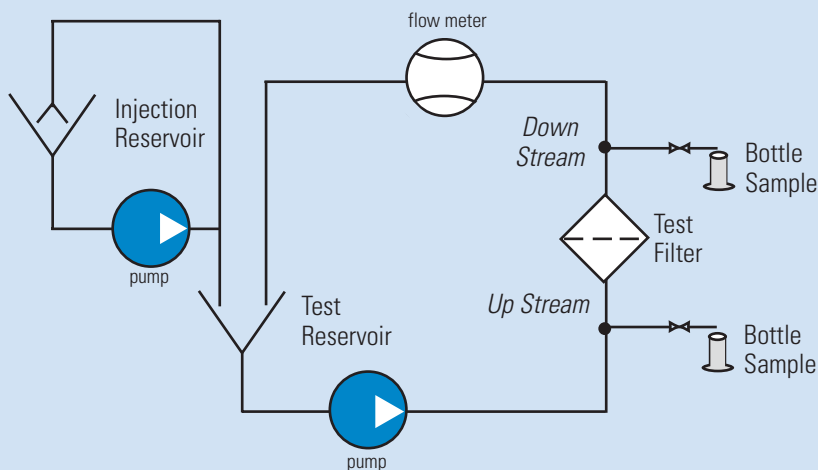 flow meter
Injection
Reservoir
Down
Stream
Bottle
Sample
pump
Test
Filter
Test
Reservoir
Up Stream
Bottle
Sample
pump